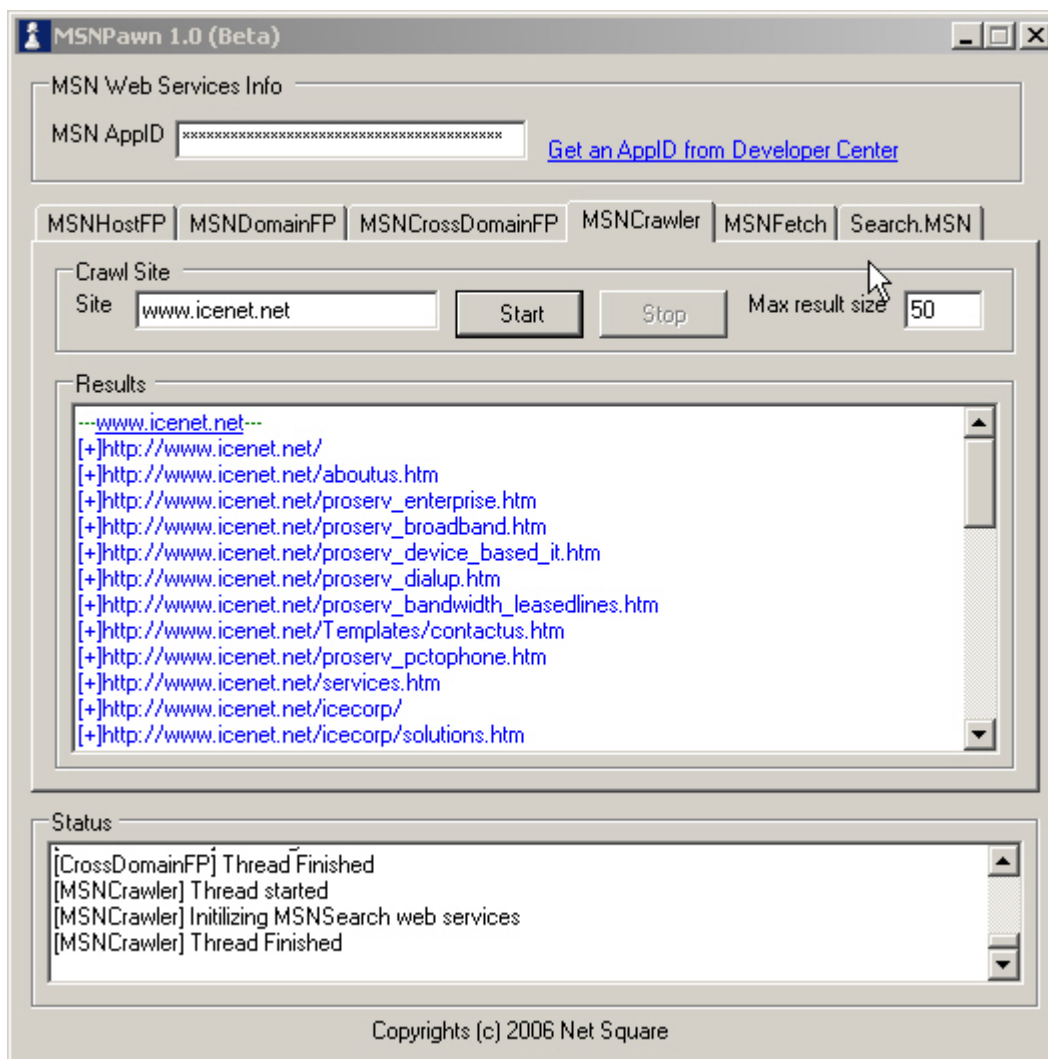 MSNPawn 1.0 (Beta)
MSN Web Services Info
MSN AppID ****************************************
Get an AppID from Developer Center
MSNHostFP MSNDomainFP MSNCrossDomainFP MSNCrawler MSNFetch Search.MSN
Crawl Site
Site www.icenet.net Start Stop Max result size 50
Results
---www.icenet.net---
[+]http://www.icenet.net/
[+]http://www.icenet.net/aboutus.htm
[+]http://www.icenet.net/proserv_enterprise.htm
[+]http://www.icenet.net/proserv_broadband.htm
[+]http://www.icenet.net/proserv_device_based_it.htm
[+]http://www.icenet.net/proserv_dialup.htm
[+]http://www.icenet.net/proserv_bandwidth_leasedlines.htm
[+]http://www.icenet.net/Templates/contactus.htm
[+]http://www.icenet.net/proserv_pctophone.htm
[+]http://www.icenet.net/services.htm
[+]http://www.icenet.net/icecorp/
[+]http://www.icenet.net/icecorp/solutions.htm
Status
[CrossDomainFP] Thread Finished
[MSNCrawler] Thread started
[MSNCrawler] Initilizing MSNSearch web services
[MSNCrawler] Thread Finished
Copyrights (c) 2006 Net Square